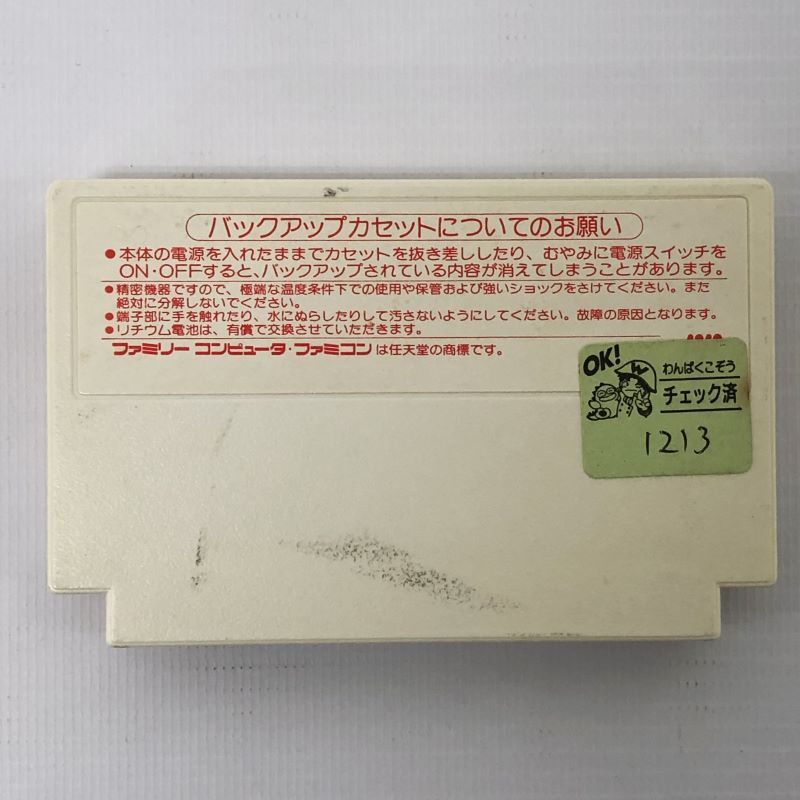 バックアップカセットについてのお願い
●本体の電源を入れたままでカセットを抜き差ししたり、むやみに電源スイッチを
ON・OFFすると、バックアップされている内容が消えてしまうことがあります。
●精密機器ですので、極端な温度条件下での使用や保管および強いショックをさけてください。また
絶対に分解しないでください。
●端子部に手を触れたり、水にぬらしたりして汚さないようにしてください。故障の原因となります。
●リチウム電池は、有償で交換させていただきます。
ファミリー コンピュータ・ファミコンは任天堂の商標です。
OK!
W
わんぱくこぞう
チェック済
1213